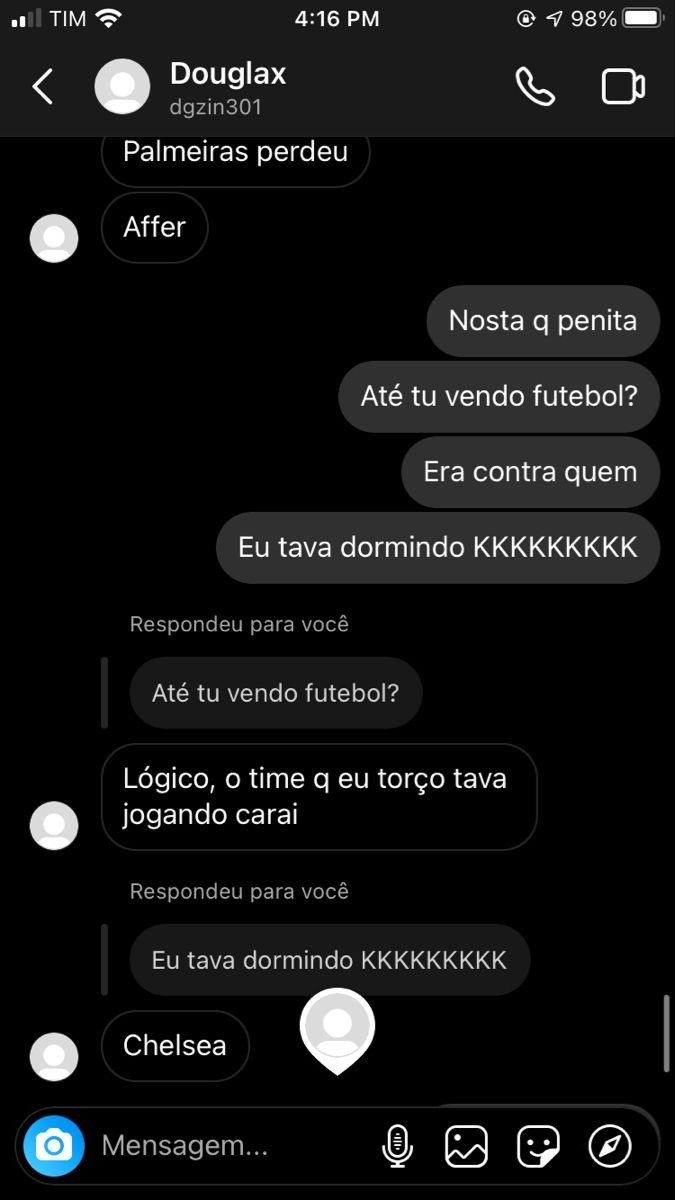 TIM
4:16 PM
98%
Douglax
dgzin301
Palmeiras perdeu
Affer
Nosta q penita
Até tu vendo futebol?
Era contra quem
Eu tava dormindo KKKKKKKKK
Respondeu para você
Até tu vendo futebol?
Lógico, o time q eu torço tava
jogando carai
Respondeu para você
Eu tava dormindo KKKKKKKKK
Chelsea
Mensagem...